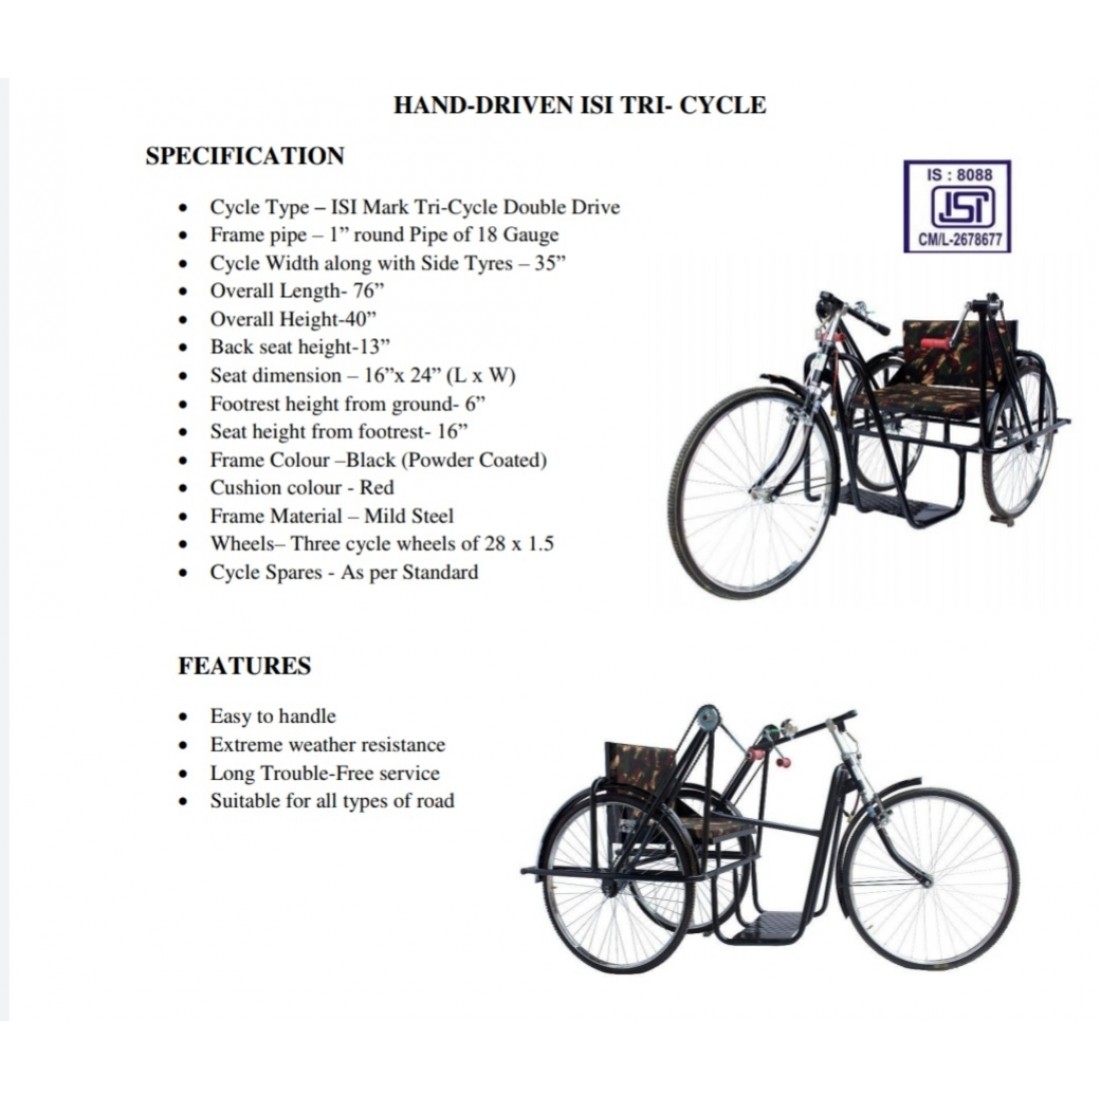 HAND-DRIVEN ISI TRI- CYCLE
SPECIFICATION
IS : 8088
ISI
CM/L-2678677
• Cycle Type – ISI Mark Tri-Cycle Double Drive
• Frame pipe – 1” round Pipe of 18 Gauge
• Cycle Width along with Side Tyres – 35”
• Overall Length- 76”
• Overall Height-40”
• Back seat height-13”
• Seat dimension – 16”x 24” (L x W)
• Footrest height from ground- 6”
• Seat height from footrest- 16”
• Frame Colour –Black (Powder Coated)
• Cushion colour - Red
• Frame Material – Mild Steel
• Wheels– Three cycle wheels of 28 x 1.5
• Cycle Spares - As per Standard
FEATURES
• Easy to handle
• Extreme weather resistance
• Long Trouble-Free service
• Suitable for all types of road